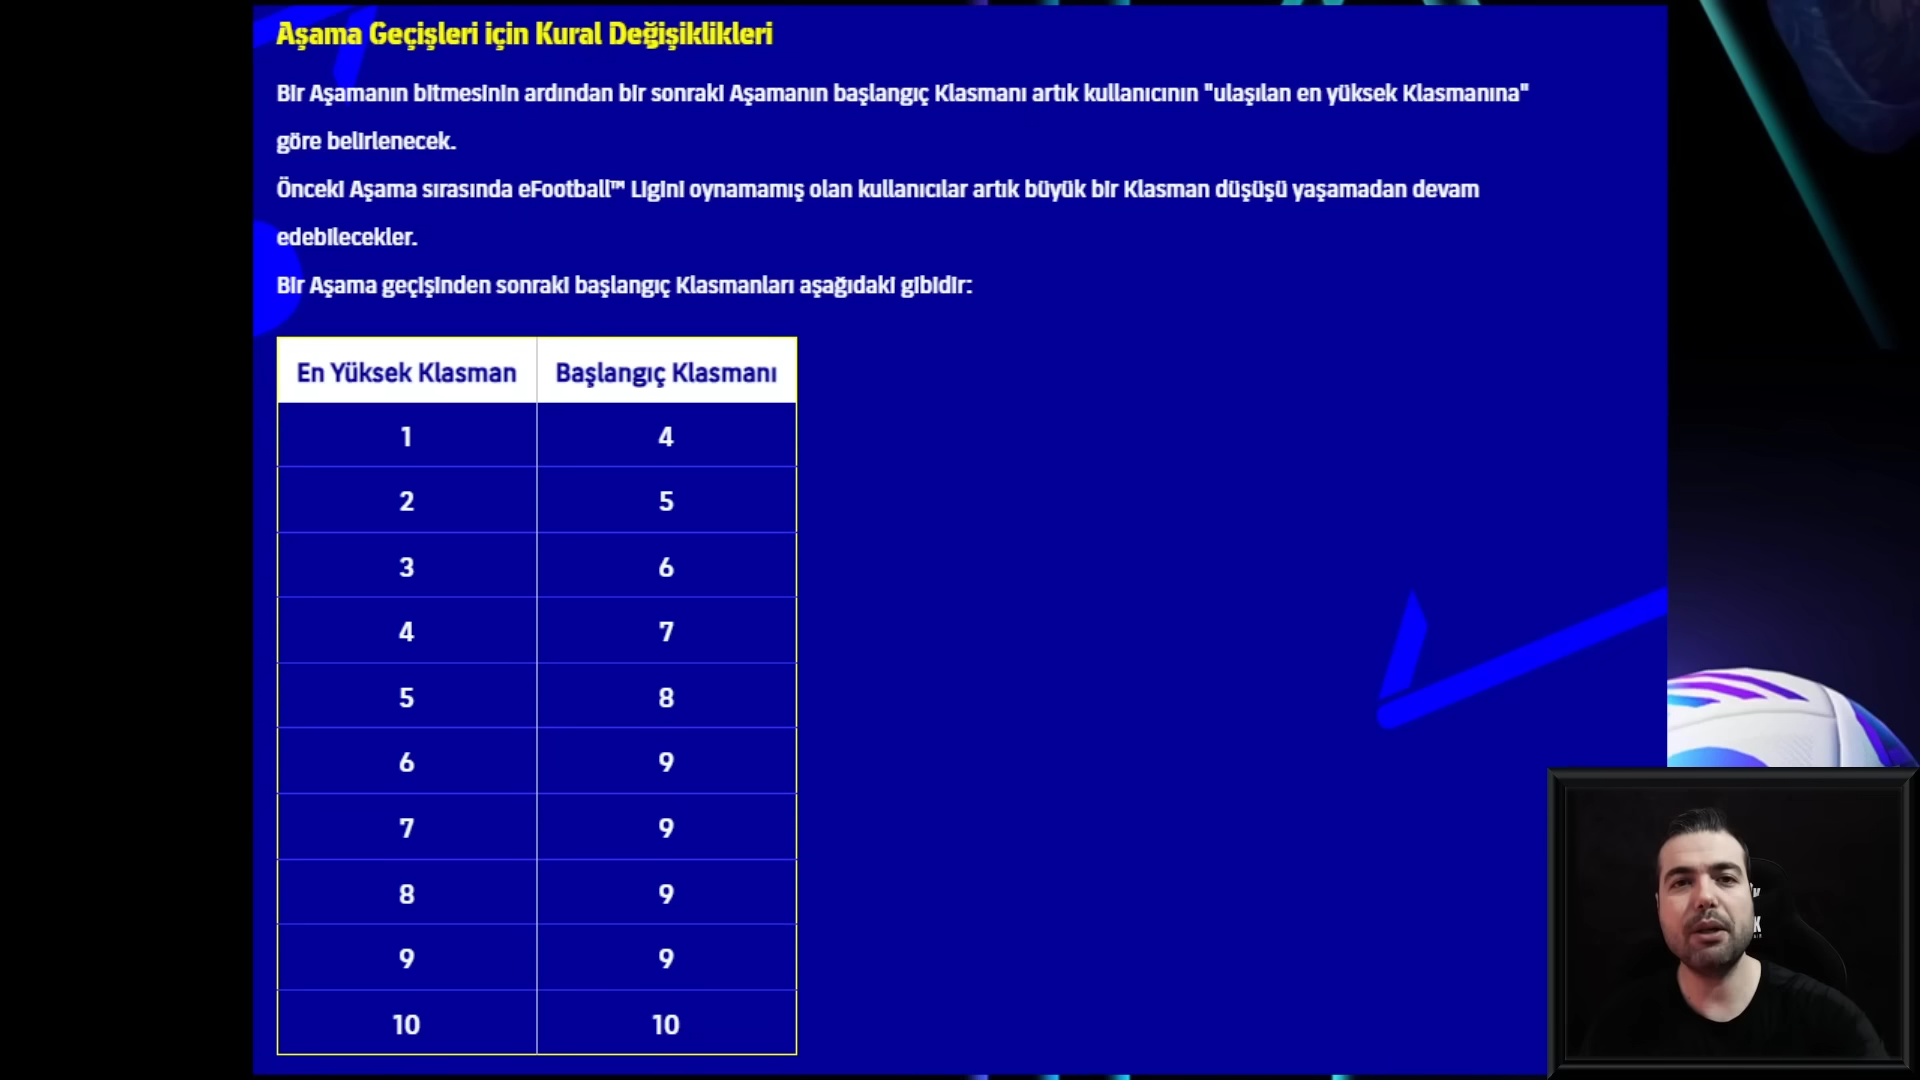 Aşama Geçişleri için Kural Değişiklikleri
Bir Aşamanın bitmesinin ardından bir sonraki Aşamanın başlangıç Klasmanı artık kullanıcının "ulaşılan en yüksek Klasmanına"
göre belirlenecek.
Önceki Aşama sırasında eFootball™ Ligini oynamamış olan kullanıcılar artık büyük bir Klasman düşüşü yaşamadan devam
edebilecekler.
Bir Aşama geçişinden sonraki başlangıç Klasmanları aşağıdaki gibidir:
En Yüksek Klasman Başlangıç Klasmanı
1 4
2 5
3 6
4 7
5 8
6 9
7 9
8 9
9 9
10 10